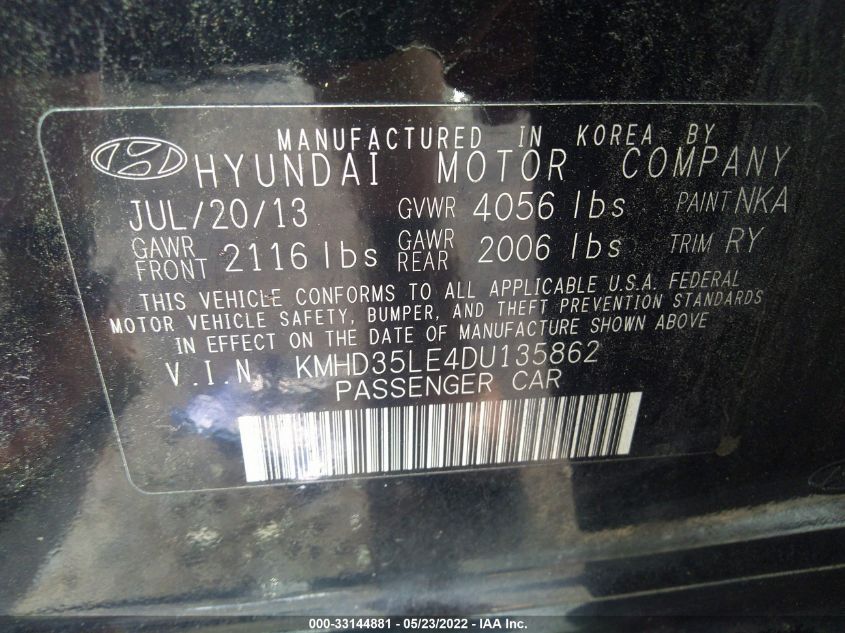 MANUFACTURED IN KOREA BY
HYUNDAI MOTOR COMPANY
JUL/20/13 GVWR 4056 lbs PAINT NKA
GAWR FRONT 2116 lbs GAWR REAR 2006 lbs TRIM RY
THIS VEHICLE CONFORMS TO ALL APPLICABLE U.S.A. FEDERAL
MOTOR VEHICLE SAFETY, BUMPER, AND THEFT PREVENTION STANDARDS
IN EFFECT ON THE DATE OF MANUFACTURE SHOWN ABOVE
V.I.N. KMHD35LE4DU135862
PASSENGER CAR
000-33144881 - 05/23/2022 - IAA Inc.